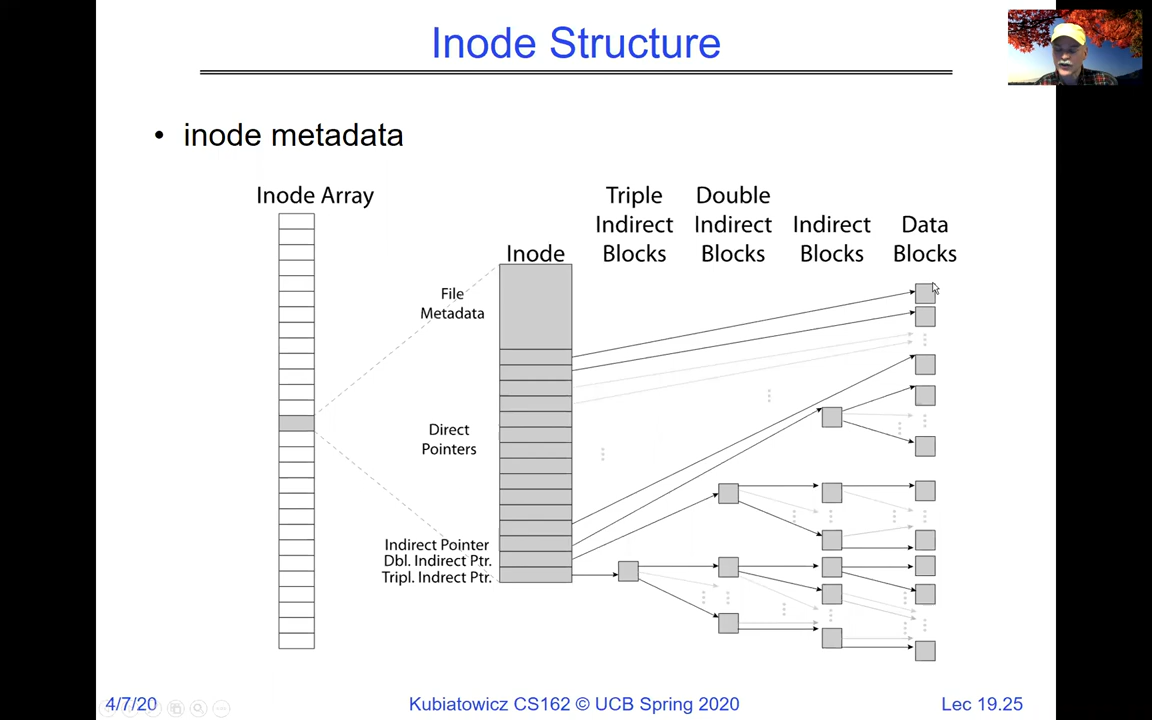 Inode Structure
• inode metadata
Inode Array
Triple Indirect Blocks
Double Indirect Blocks
Indirect Blocks
Data Blocks
Inode
File Metadata
Direct Pointers
Indirect Pointer
Dbl. Indirect Ptr.
Tripl. Indrect Ptr.
4/7/20
Kubiatowicz CS162 © UCB Spring 2020
Lec 19.25